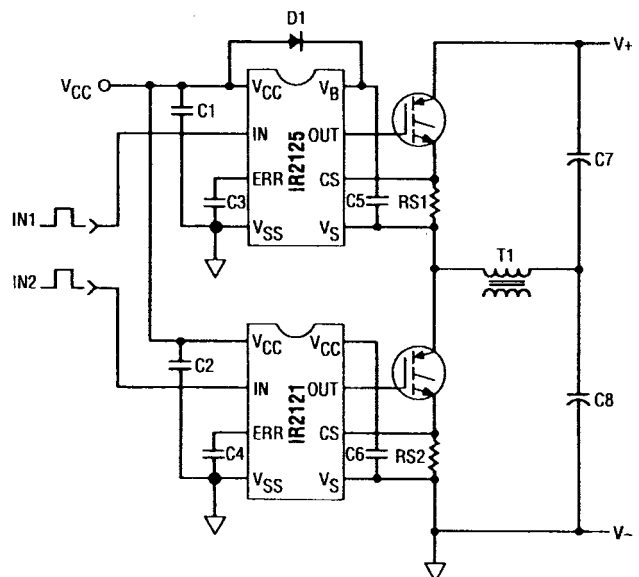 D1
V+
VCC
C1
VCC
VB
IN
OUT
IR2125
ERR
CS
C3
C5
RS1
C7
IN1
VSS
VS
T1
IN2
VCC
VCC
C2
IN
OUT
IR2121
C8
ERR
CS
C4
C6
RS2
VSS
VS
V–